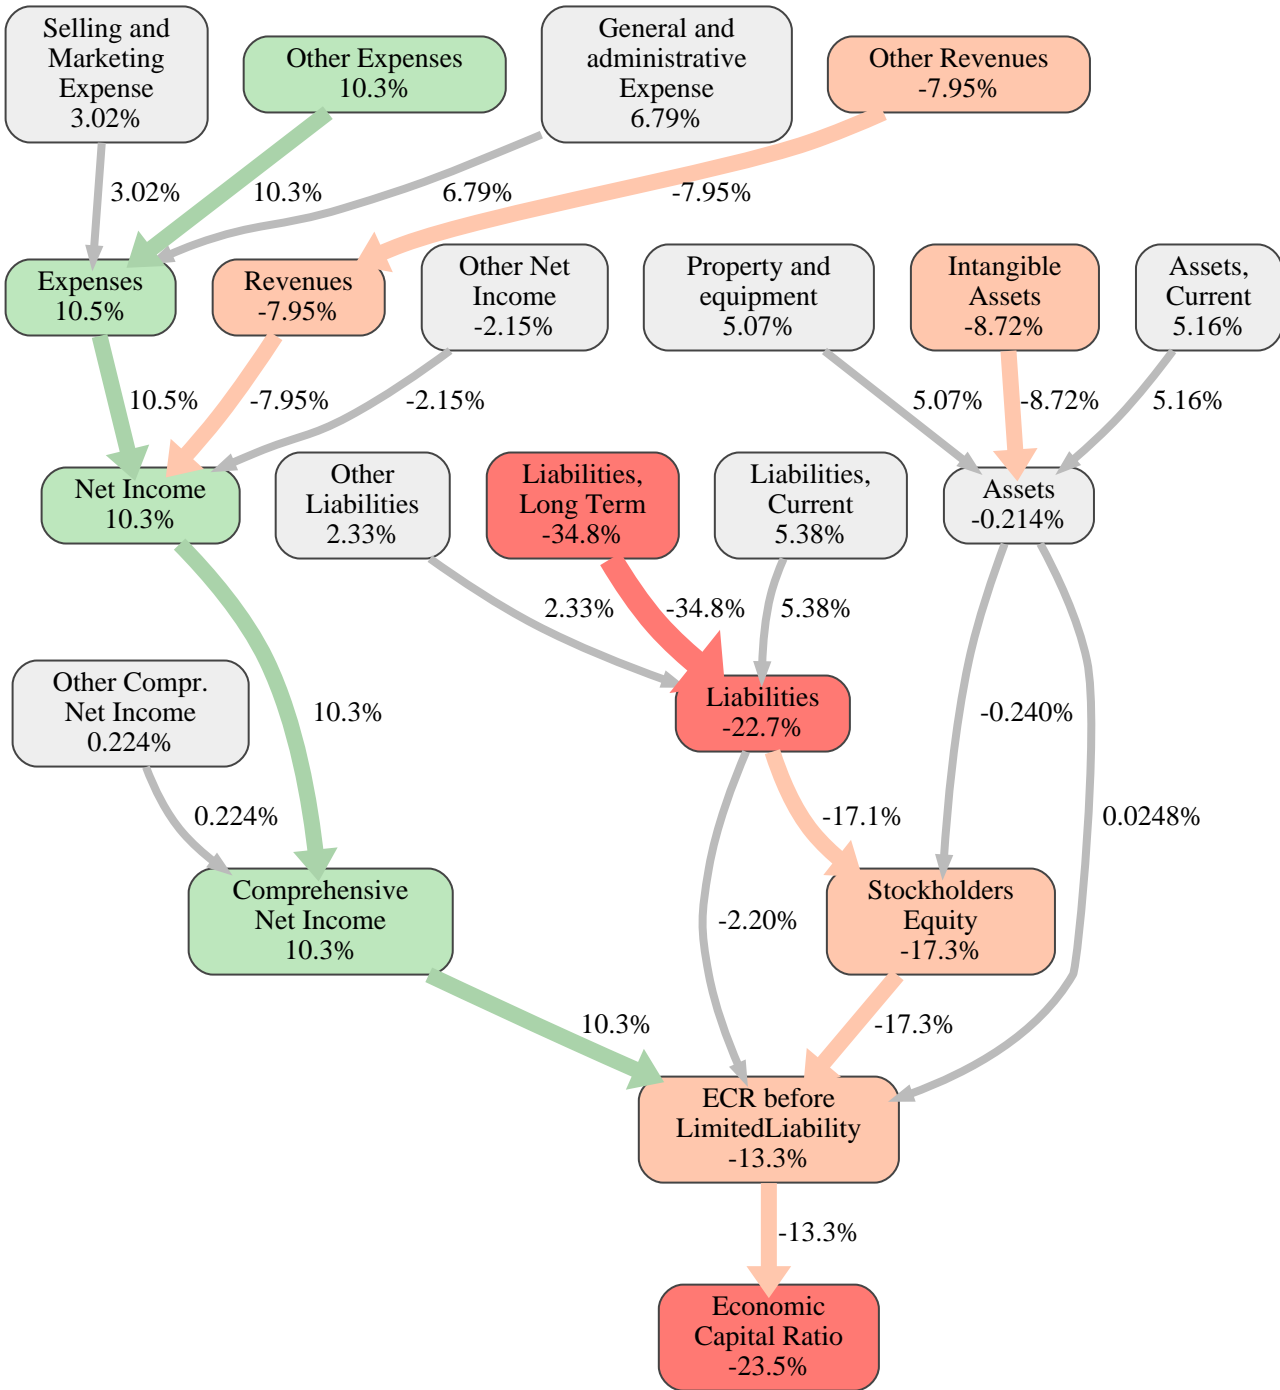 Selling and
Marketing
Expense
3.02%
Other Expenses
10.3%
General and
administrative
Expense
6.79%
Other Revenues
-7.95%
3.02%
10.3%
6.79%
-7.95%
Expenses
10.5%
Revenues
-7.95%
Other Net
Income
-2.15%
Property and
equipment
5.07%
Intangible
Assets
-8.72%
Assets,
Current
5.16%
10.5%
-7.95%
-2.15%
5.07%
-8.72%
5.16%
Net Income
10.3%
Other
Liabilities
2.33%
Liabilities,
Long Term
-34.8%
Liabilities,
Current
5.38%
Assets
-0.214%
2.33%
-34.8%
5.38%
Other Compr.
Net Income
0.224%
10.3%
Liabilities
-22.7%
-0.240%
0.224%
-17.1%
0.0248%
Comprehensive
Net Income
10.3%
-2.20%
Stockholders
Equity
-17.3%
10.3%
-17.3%
ECR before
LimitedLiability
-13.3%
-13.3%
Economic
Capital Ratio
-23.5%